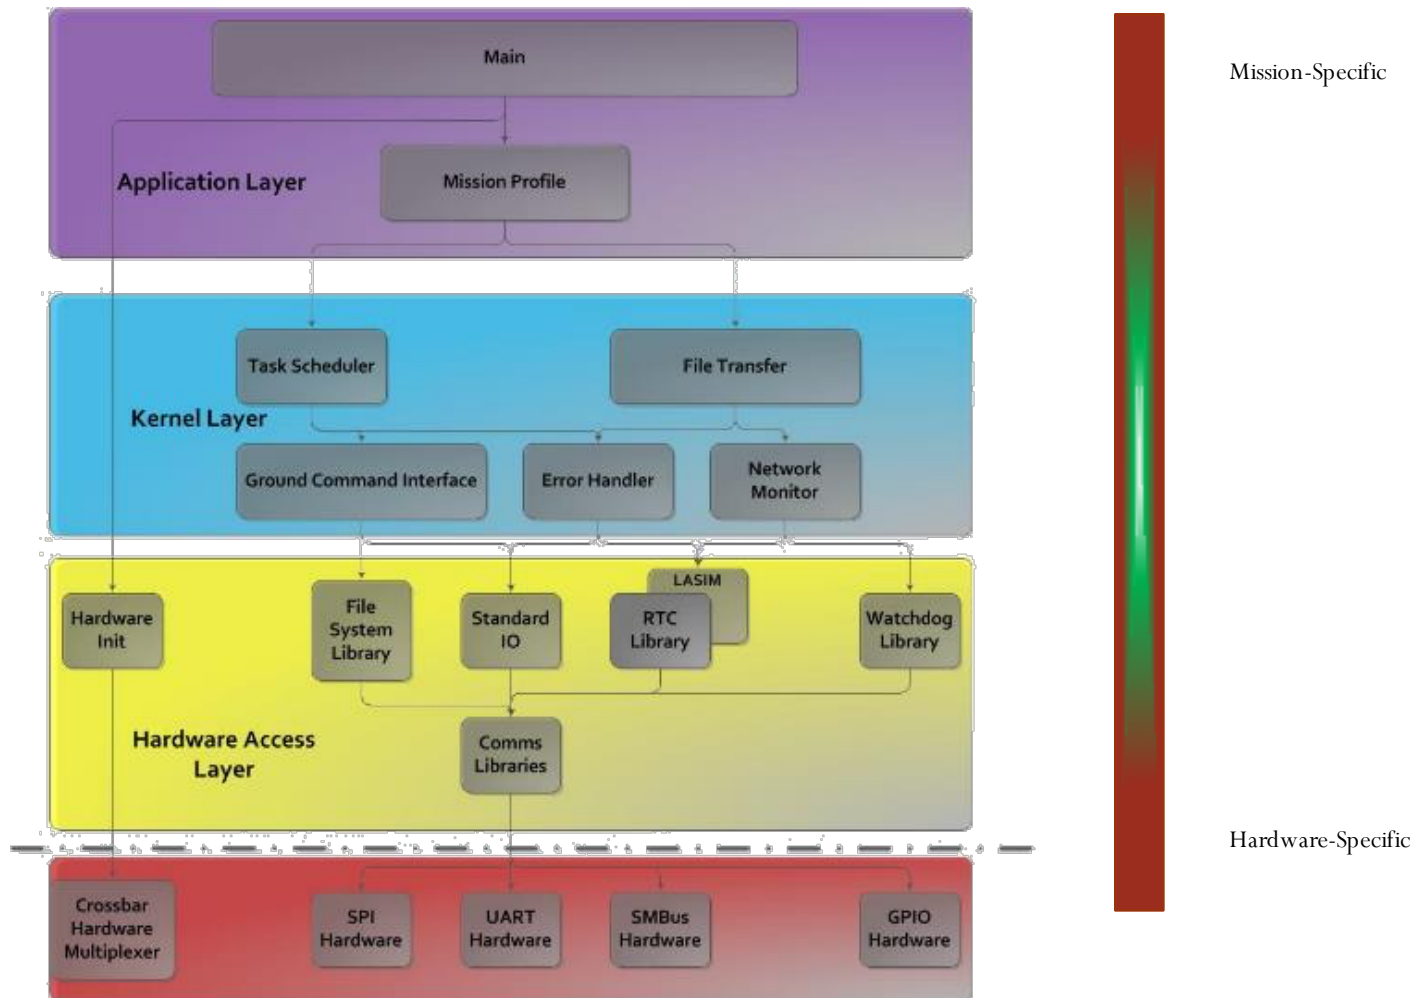 Main
Mission-Specific
Application Layer
Mission Profile
Task Scheduler
File Transfer
Kernel Layer
Ground Command Interface
Error Handler
Network
Monitor
Hardware
Init
File
System
Library
Standard
IO
LASIM
RTC
Library
Watchdog
Library
Hardware Access
Layer
Comms
Libraries
Hardware-Specific
Crossbar
Hardware
Multiplexer
SPI
Hardware
UART
Hardware
SMBus
Hardware
GPIO
Hardware